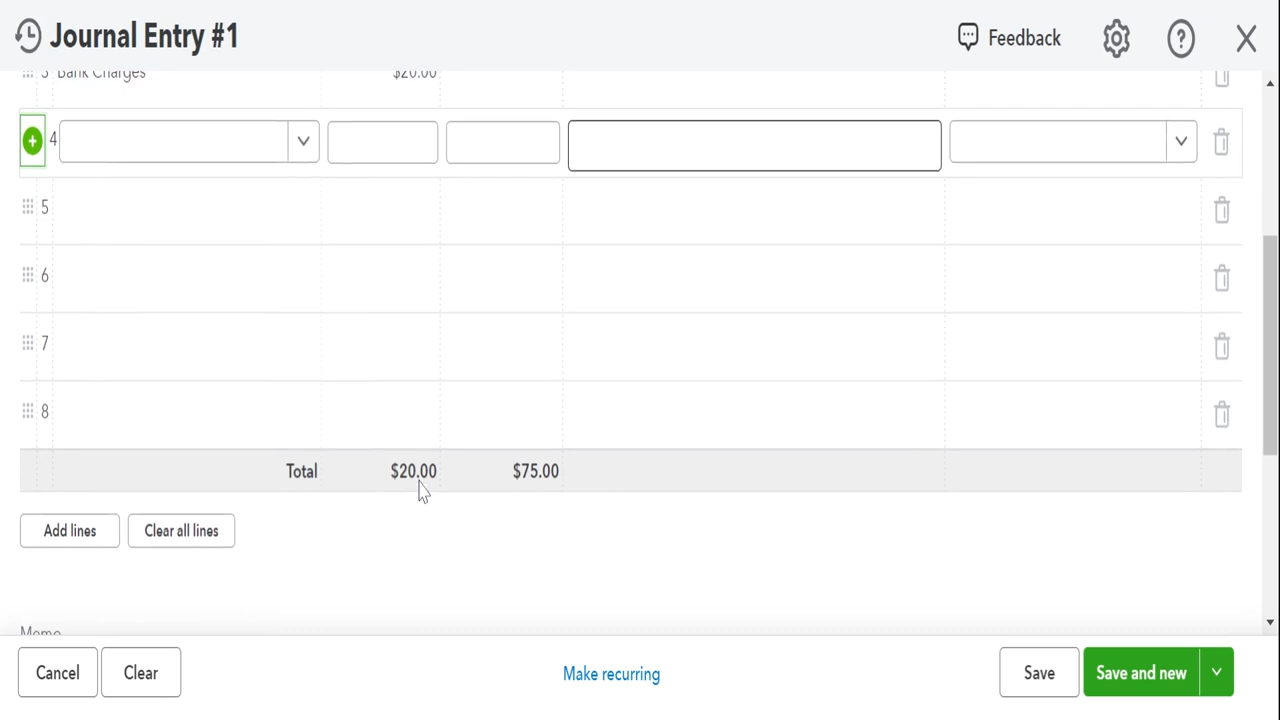 Journal Entry #1
Feedback
3 Bank Charges $20.00
4
5
6
7
8
Total $20.00 $75.00
Add lines Clear all lines
Memo
Cancel Clear Make recurring Save Save and new